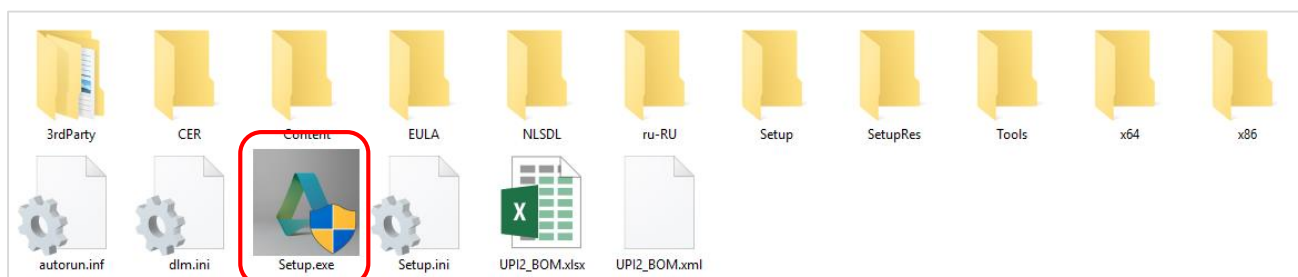 3rdParty CER Content EULA NLSDL ru-RU Setup SetupRes Tools x64 x86
X
autorun.inf dlm.ini Setup.exe Setup.ini UPI2_BOM.xlsx UPI2_BOM.xml